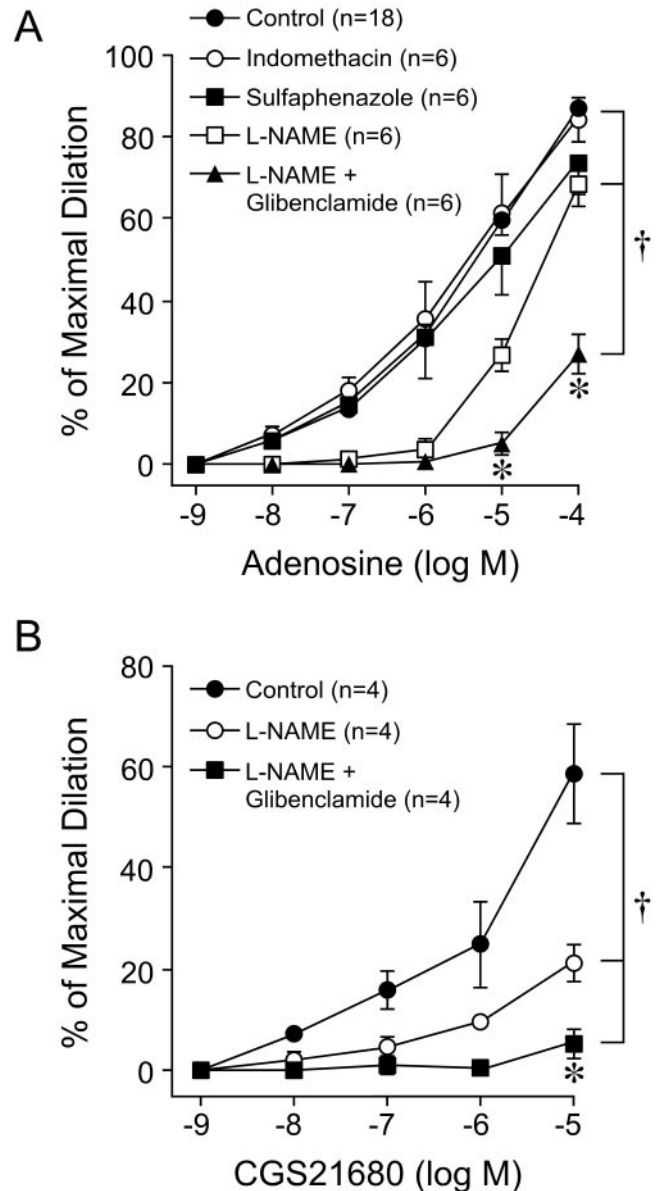 A
Control (n=18)
Indomethacin (n=6)
Sulfaphenazole (n=6)
L-NAME (n=6)
L-NAME +
Glibenclamide (n=6)
% of Maximal Dilation
100
80
60
40
20
0
†
*
*
-9 -8 -7 -6 -5 -4
Adenosine (log M)
B
Control (n=4)
L-NAME (n=4)
L-NAME +
Glibenclamide (n=4)
% of Maximal Dilation
80
60
40
20
0
†
*
-9 -8 -7 -6 -5
CGS21680 (log M)